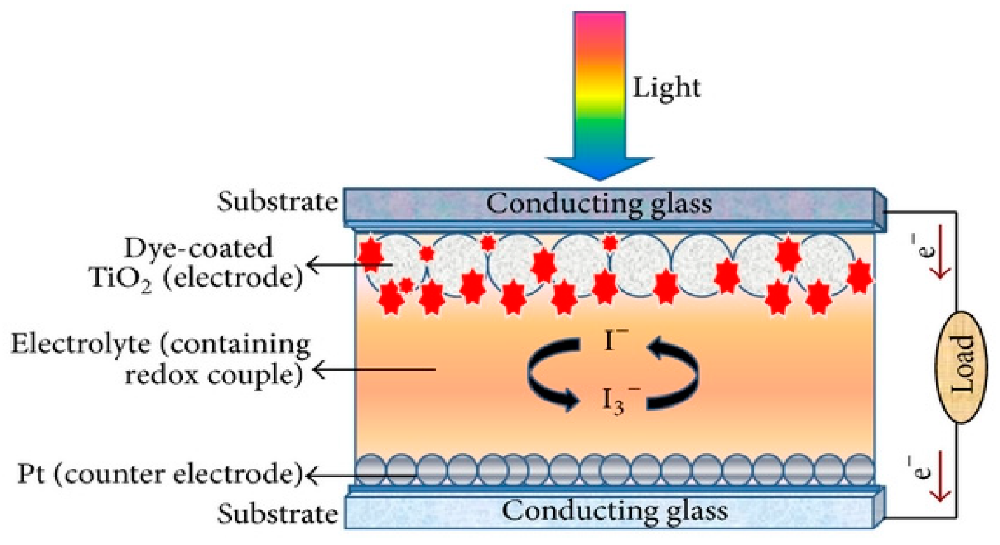 Light
Substrate
Conducting glass
Dye-coated
TiO₂ (electrode)
e⁻
Electrolyte (containing
redox couple)
I⁻
I₃⁻
Load
Pt (counter electrode)
e⁻
Substrate
Conducting glass